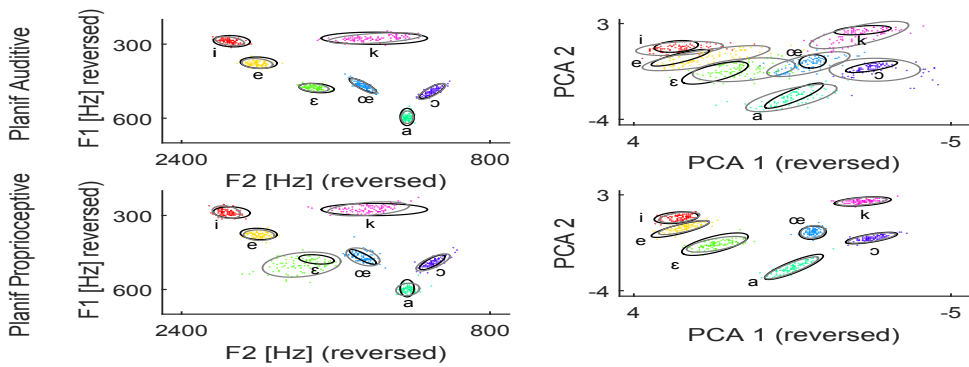 Planif Auditive
F1 [Hz] reversed)
300
600
i
e
ɛ
œ
ɔ
a
k
2400
800
F2 [Hz] (reversed)
PCA 2
3
-4
i
e
ɛ
œ
k
ɔ
a
4
-5
PCA 1 (reversed)
Planif Proprioceptive
F1 [Hz] reversed)
300
600
i
e
ɛ
œ
ɔ
a
k
2400
800
F2 [Hz] (reversed)
PCA 2
3
-4
i
e
ɛ
œ
k
ɔ
a
4
-5
PCA 1 (reversed)